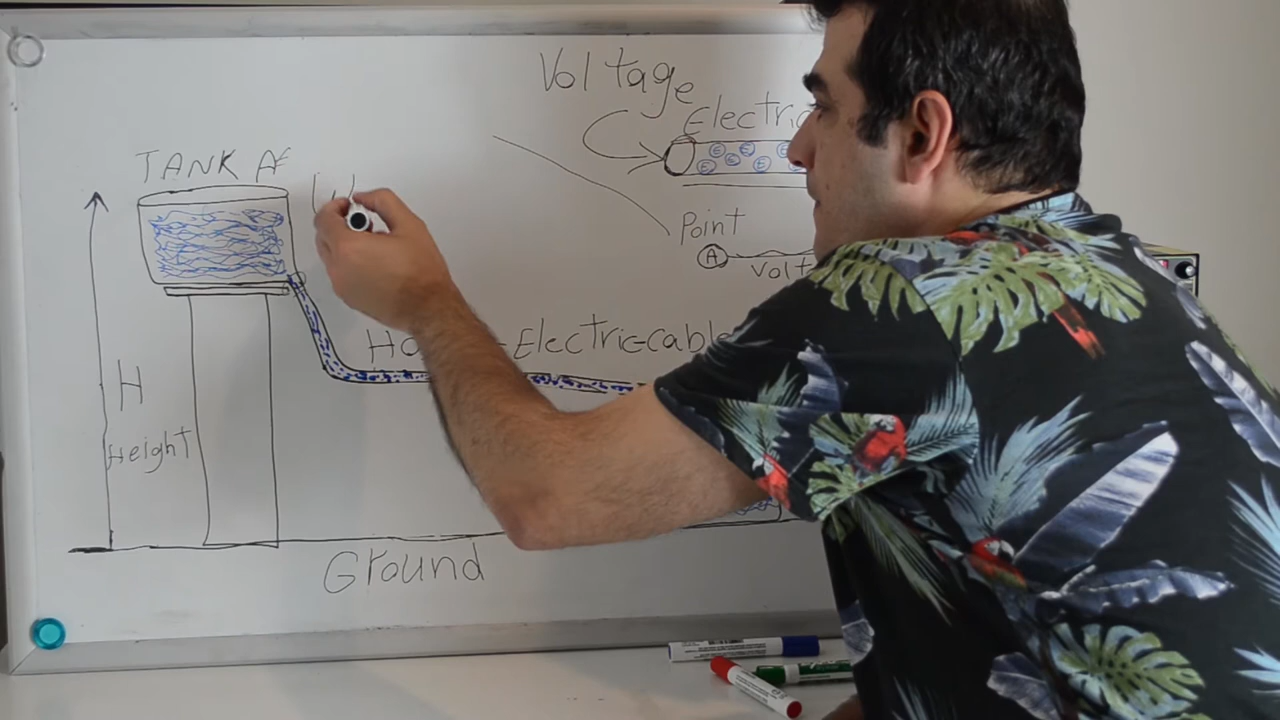 Voltage
Electric
TANK A
Point
A
Volt
Electric-cable
H
Height
Ground